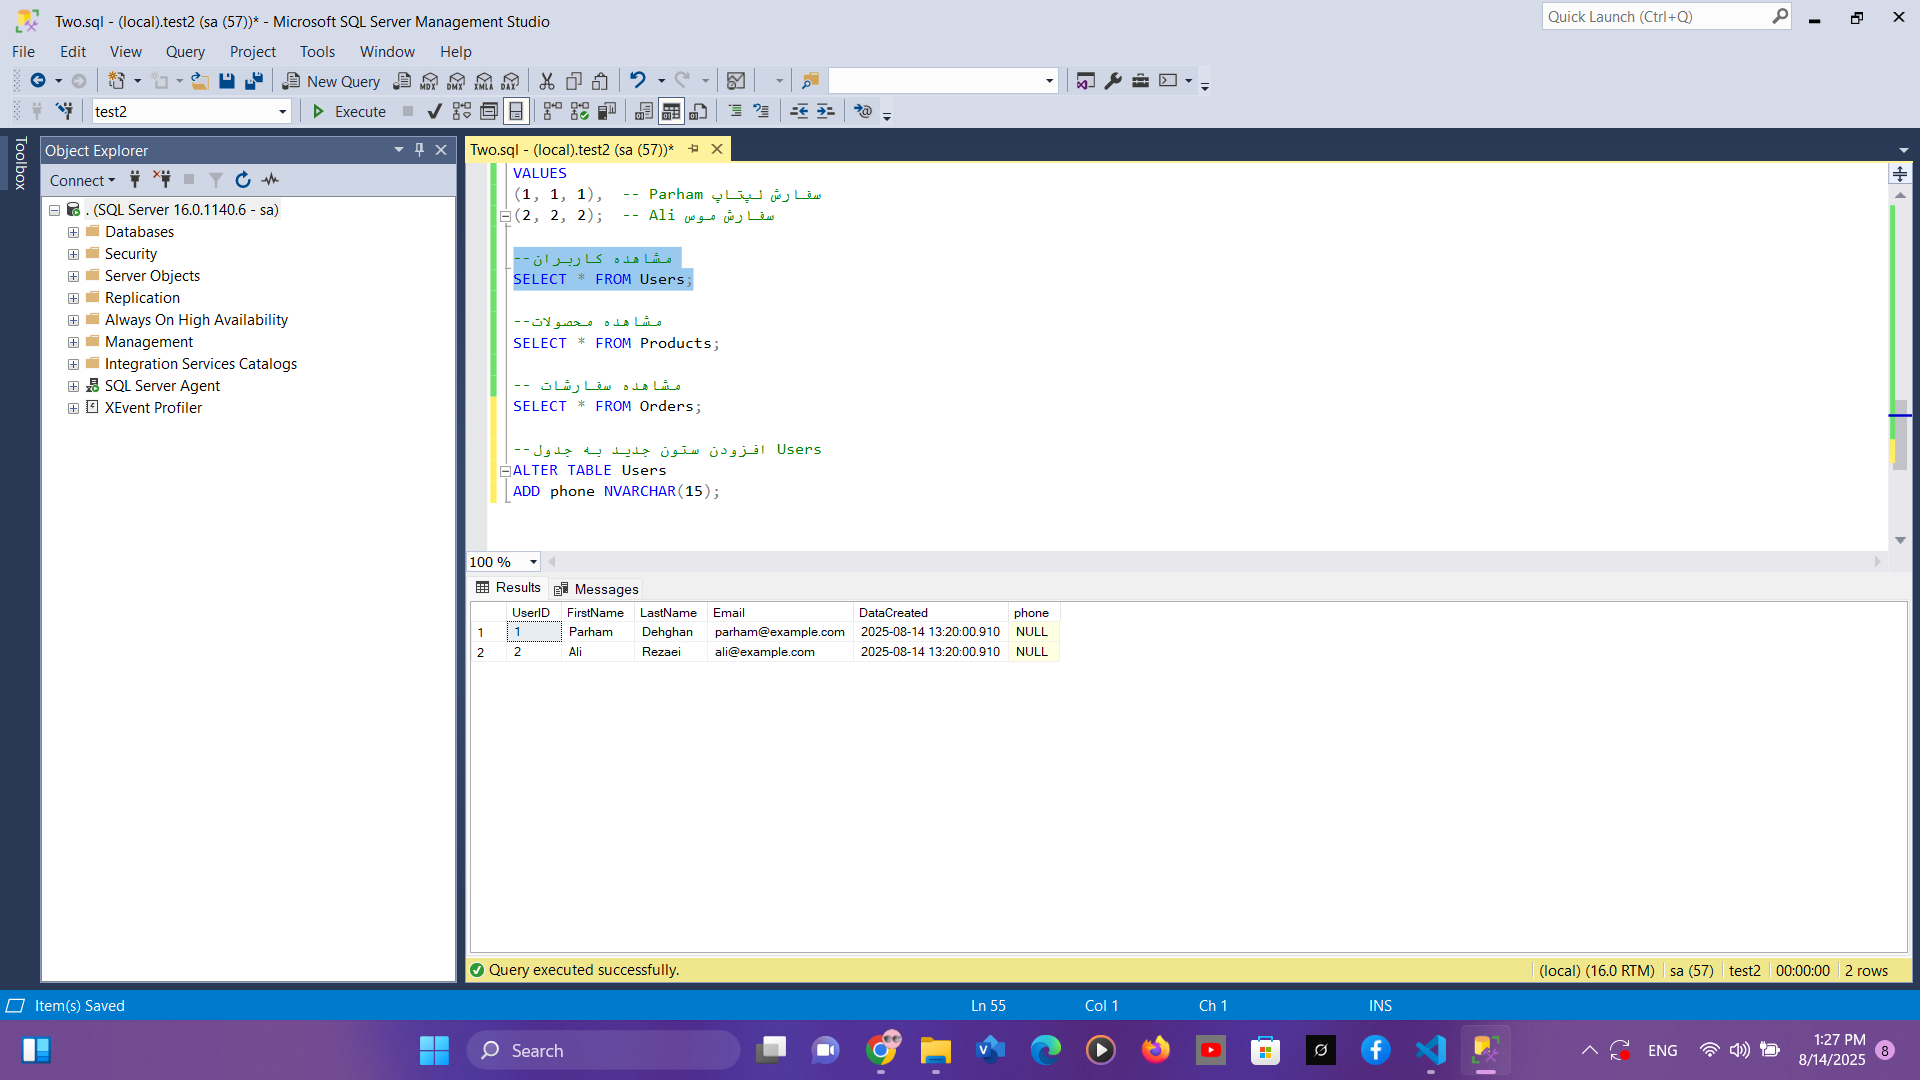 Two.sql - (local).test2 (sa (57))* - Microsoft SQL Server Management Studio
Quick Launch (Ctrl+Q)
File Edit View Query Project Tools Window Help
New Query MDX DMX XMLA DAX
test2 Execute
Toolbox
Object Explorer
Connect
. (SQL Server 16.0.1140.6 - sa)
Databases
Security
Server Objects
Replication
Always On High Availability
Management
Integration Services Catalogs
SQL Server Agent
XEvent Profiler
Two.sql - (local).test2 (sa (57))*
VALUES
(1, 1, 1),  -- Parham سفارش لپتاپ
(2, 2, 2);  -- Ali سفارش موس
--مشاهده کاربران
SELECT * FROM Users;
--مشاهده محصولات
SELECT * FROM Products;
-- مشاهده سفارشات
SELECT * FROM Orders;
--افزودن ستون جدید به جدول Users
ALTER TABLE Users
ADD phone NVARCHAR(15);
100 %
Results Messages
UserID FirstName LastName Email DataCreated phone
1 1 Parham Dehghan parham@example.com 2025-08-14 13:20:00.910 NULL
2 2 Ali Rezaei ali@example.com 2025-08-14 13:20:00.910 NULL
Query executed successfully.
(local) (16.0 RTM) sa (57) test2 00:00:00 2 rows
Item(s) Saved Ln 55 Col 1 Ch 1 INS
Search
ENG
1:27 PM
8/14/2025
8